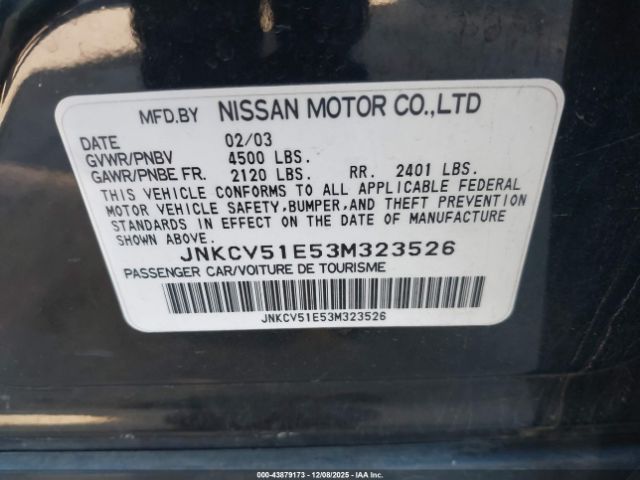 MFD.BY NISSAN MOTOR CO.,LTD
DATE 02/03
GVWR/PNBV 4500 LBS.
GAWR/PNBE FR. 2120 LBS. RR. 2401 LBS.
THIS VEHICLE CONFORMS TO ALL APPLICABLE FEDERAL
MOTOR VEHICLE SAFETY,BUMPER,AND THEFT PREVENTION
STANDARDS IN EFFECT ON THE DATE OF MANUFACTURE
SHOWN ABOVE.
JNKCV51E53M323526
PASSENGER CAR/VOITURE DE TOURISME
JNKCV51E53M323526
00-43879173 | 12/08/2025 - © IAA, Inc.